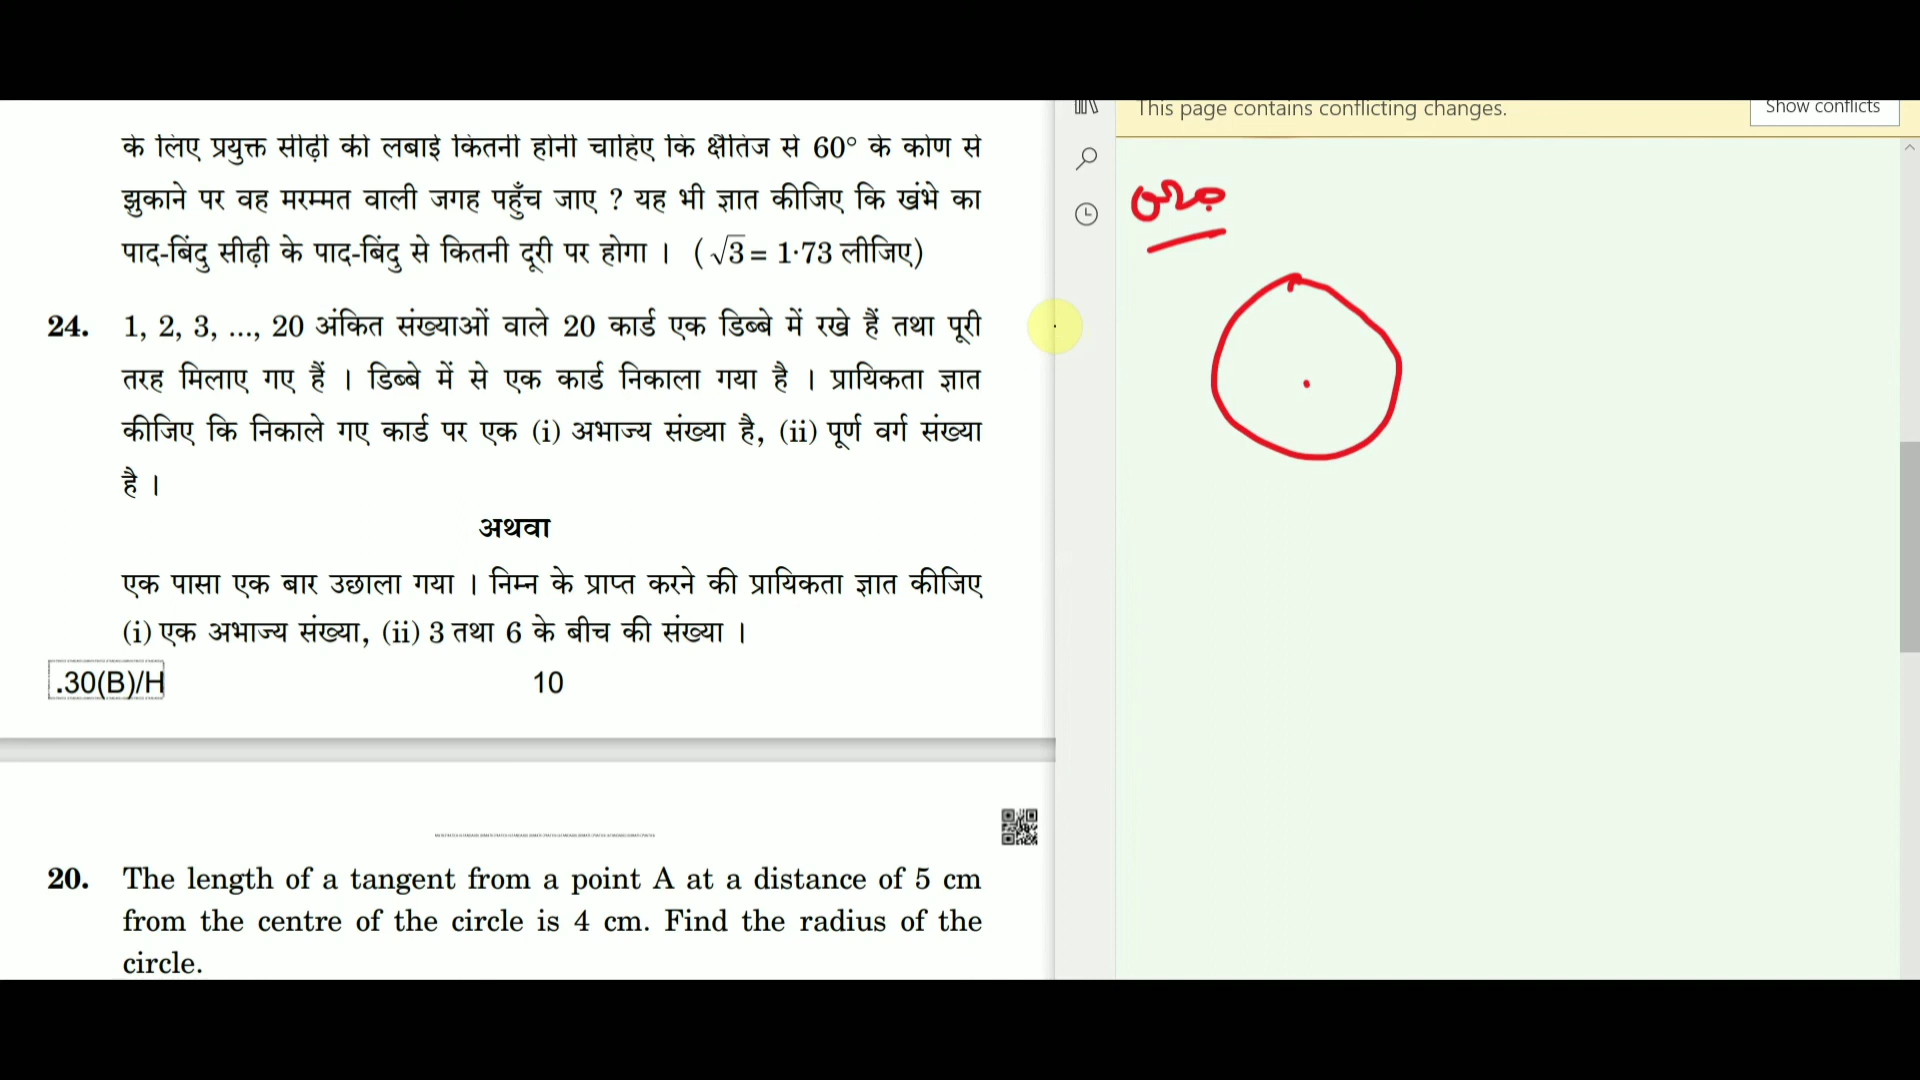 के लिए प्रयुक्त सीढ़ी की लंबाई कितनी होनी चाहिए कि क्षैतिज से 60° के कोण से
झुकाने पर वह मरम्मत वाली जगह पहुँच जाए ? यह भी ज्ञात कीजिए कि खंभे का
पाद-बिंदु सीढ़ी के पाद-बिंदु से कितनी दूरी पर होगा । ( √3 = 1·73 लीजिए)
24. 1, 2, 3, ..., 20 अंकित संख्याओं वाले 20 कार्ड एक डिब्बे में रखे हैं तथा पूरी
तरह मिलाए गए हैं । डिब्बे में से एक कार्ड निकाला गया है । प्रायिकता ज्ञात
कीजिए कि निकाले गए कार्ड पर एक (i) अभाज्य संख्या है, (ii) पूर्ण वर्ग संख्या
है ।
अथवा
एक पासा एक बार उछाला गया । निम्न के प्राप्त करने की प्रायिकता ज्ञात कीजिए
(i) एक अभाज्य संख्या, (ii) 3 तथा 6 के बीच की संख्या ।
.30(B)/H
10
20. The length of a tangent from a point A at a distance of 5 cm
from the centre of the circle is 4 cm. Find the radius of the
circle.
This page contains conflicting changes.
Show conflicts